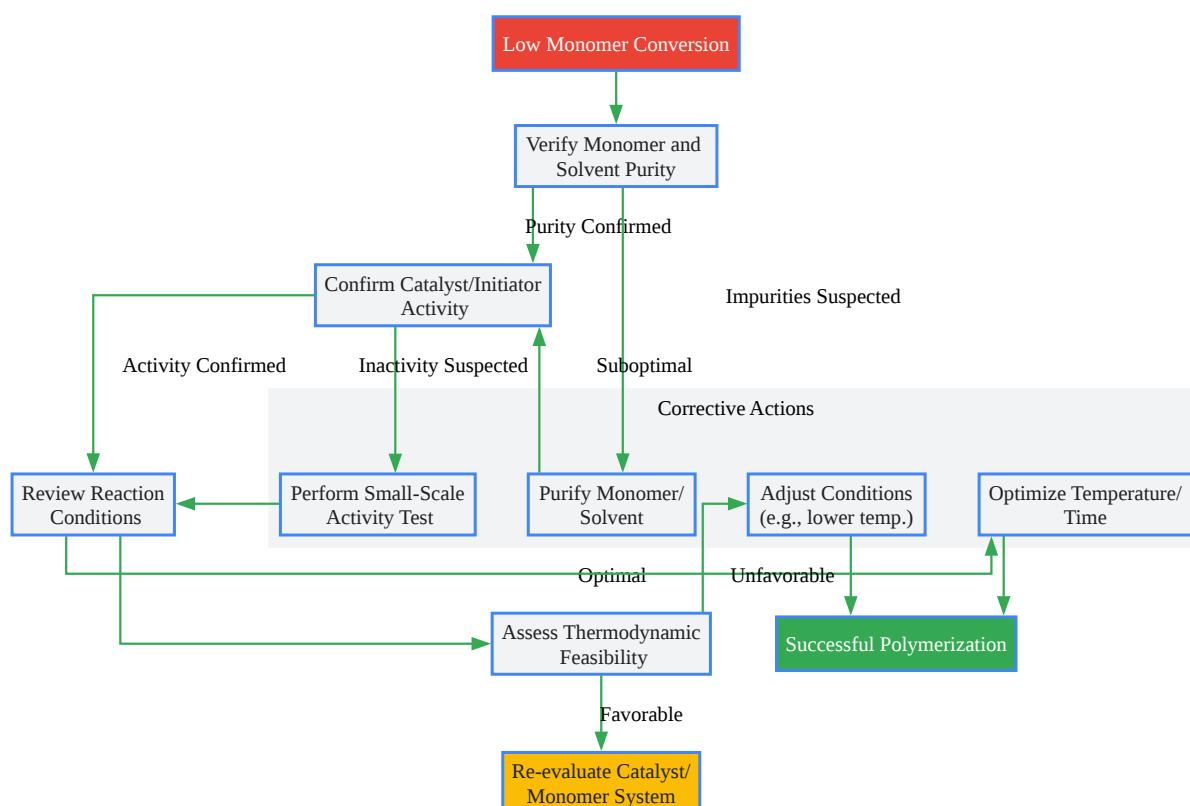 Low Monomer Conversion
Verify Monomer and
Solvent Purity
Purity Confirmed
Confirm Catalyst/Initiator
Activity
Impurities Suspected
Activity Confirmed
Inactivity Suspected
Suboptimal
Corrective Actions
Review Reaction
Conditions
Perform Small-Scale
Activity Test
Purify Monomer/
Solvent
Adjust Conditions
(e.g., lower temp.)
Optimize Temperature/
Time
Optimal
Unfavorable
Assess Thermodynamic
Feasibility
Successful Polymerization
Favorable
Re-evaluate Catalyst/
Monomer System